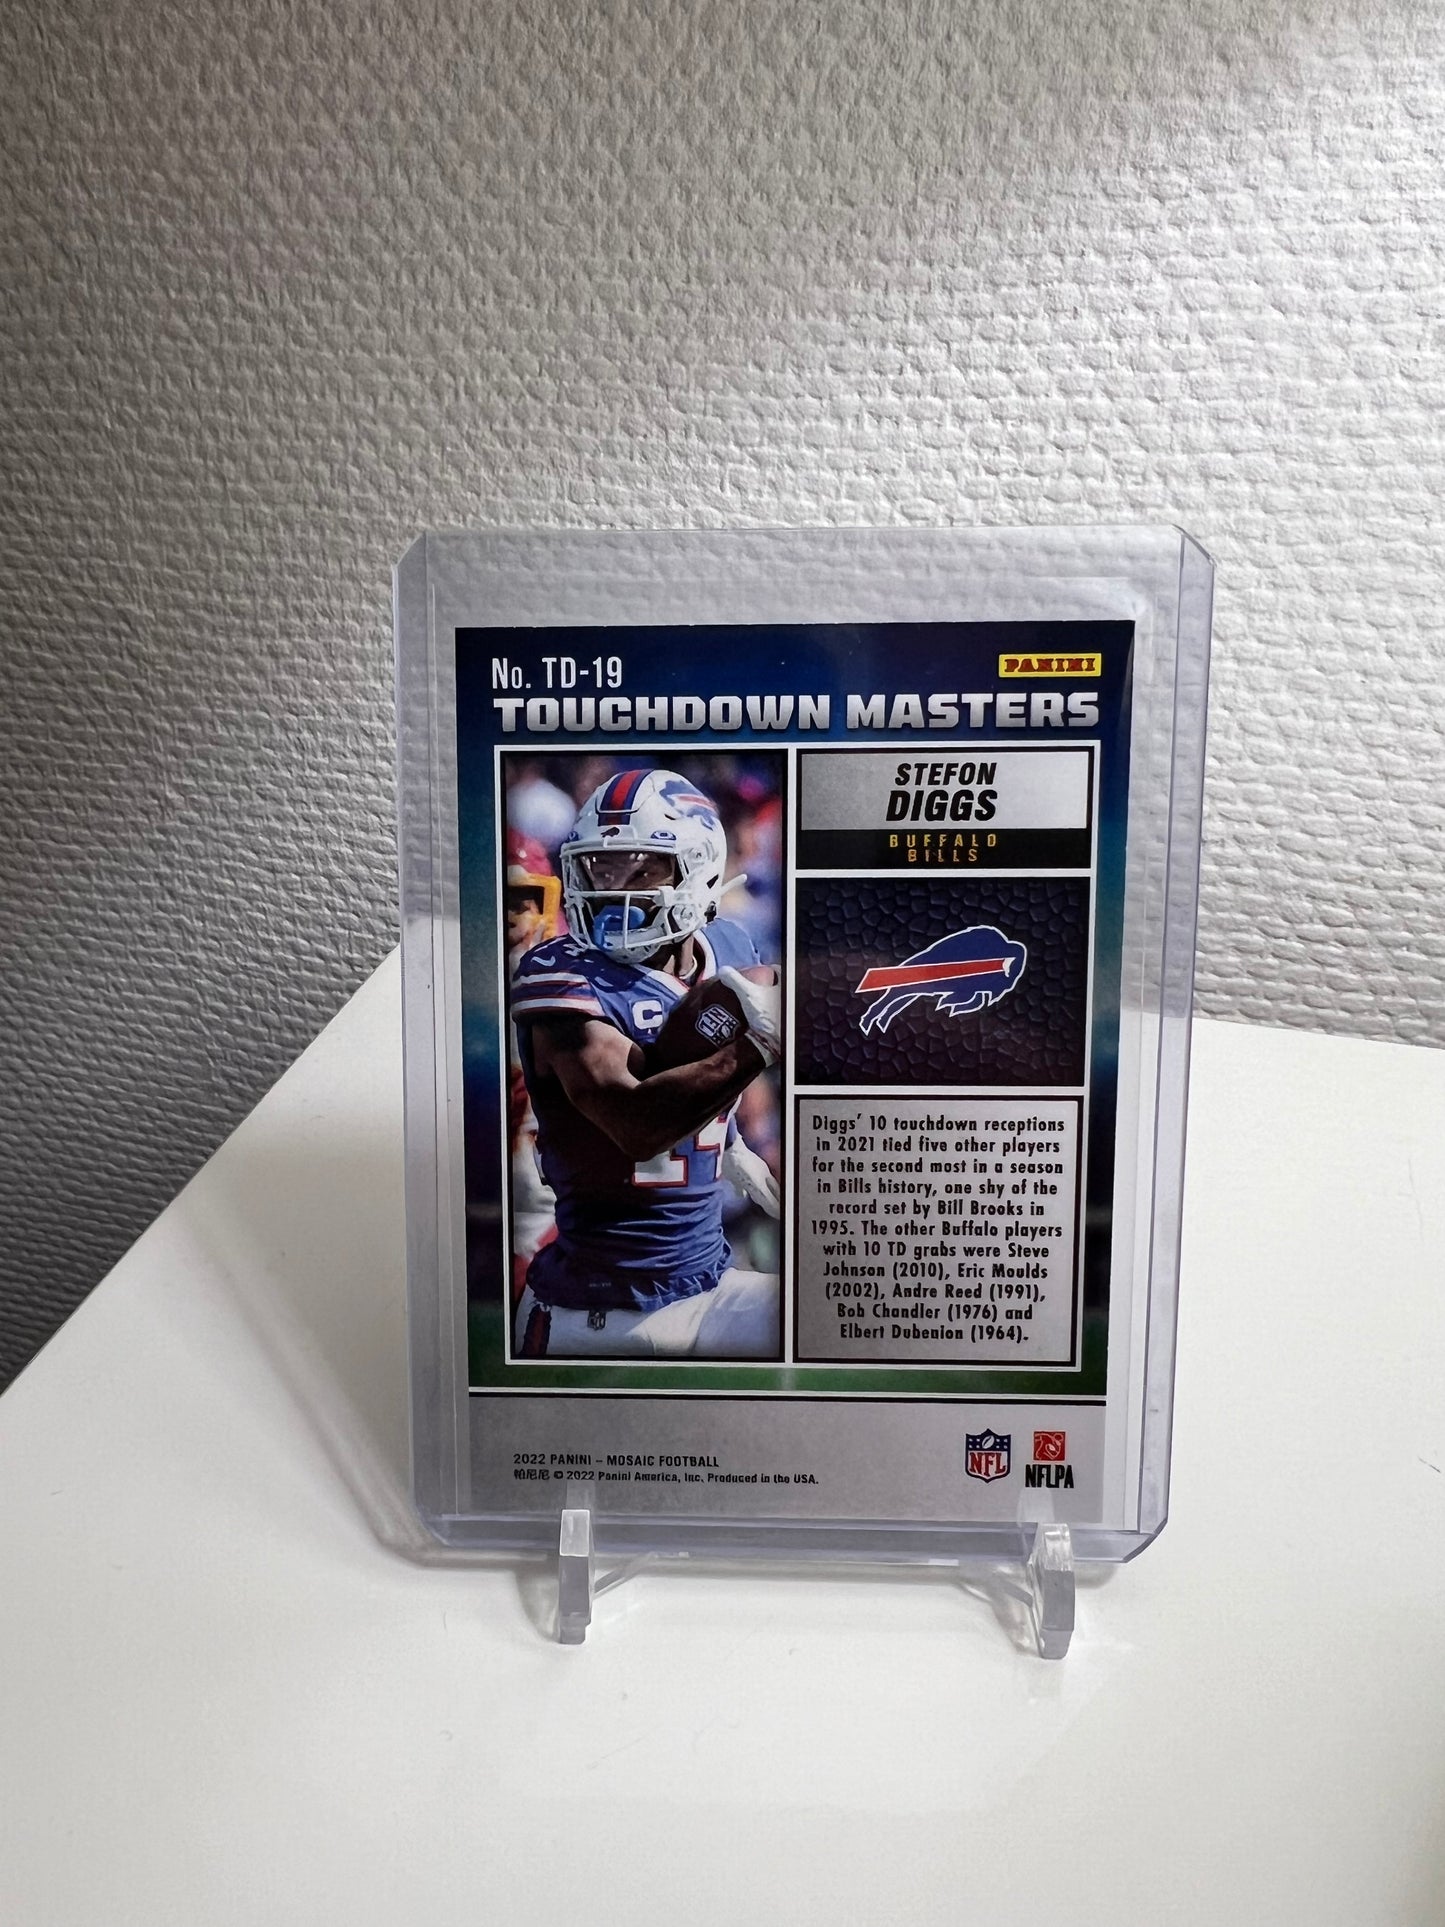 No. TD-19
PANINI
TOUCHDOWN MASTERS
STEFON
DIGGS
BUFFALO
BILLS
C
14
Diggs' 10 touchdown receptions
in 2021 tied five other players
for the second most in a season
in Bills history, one shy of the
record set by Bill Brooks in
1995. The other Buffalo players
with 10 TD grabs were Steve
Johnson (2010), Eric Moulds
(2002), Andre Reed (1991),
Bob Chandler (1976) and
Elbert Dubenion (1964).
2022 PANINI – MOSAIC FOOTBALL
帕尼尼 © 2022 Panini America, Inc. Produced in the USA.
NFL
NFLPA